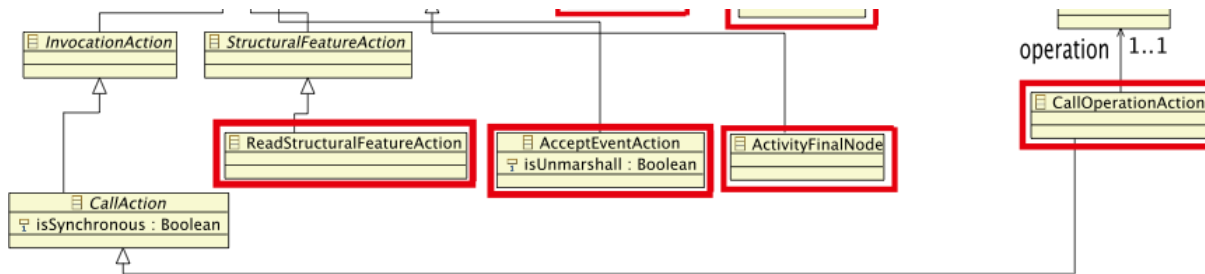 InvocationAction
StructuralFeatureAction
operation
1..1
CallOperationAction
ReadStructuralFeatureAction
AcceptEventAction
isUnmarshall : Boolean
ActivityFinalNode
CallAction
isSynchronous : Boolean